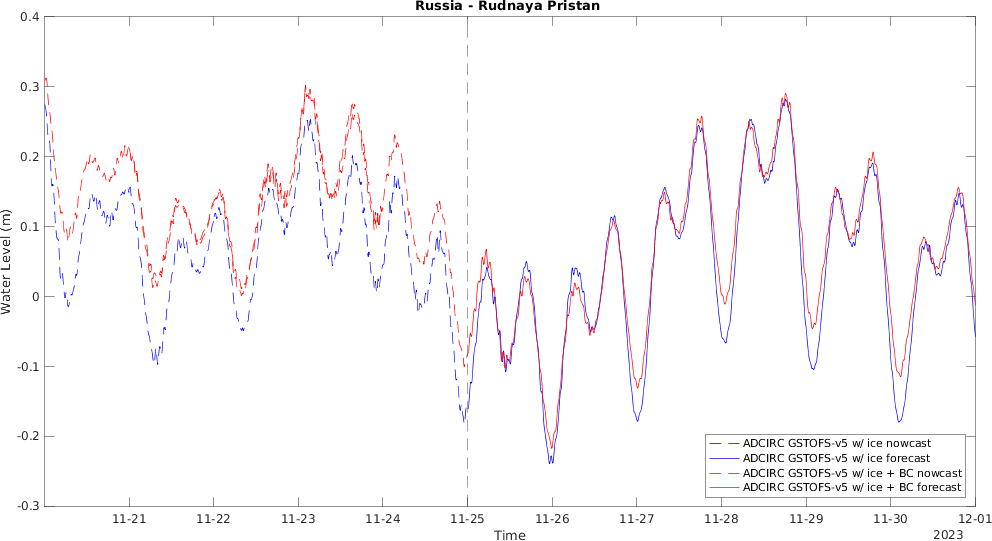 Russia - Rudnaya Pristan
0.4
0.3
0.2
0.1
0
-0.1
-0.2
-0.3
Water Level (m)
ADCIRC GSTOFS-v5 w/ ice nowcast
ADCIRC GSTOFS-v5 w/ ice forecast
ADCIRC GSTOFS-v5 w/ ice + BC nowcast
ADCIRC GSTOFS-v5 w/ ice + BC forecast
11-21 11-22 11-23 11-24 11-25 11-26 11-27 11-28 11-29 11-30 12-01
Time
2023